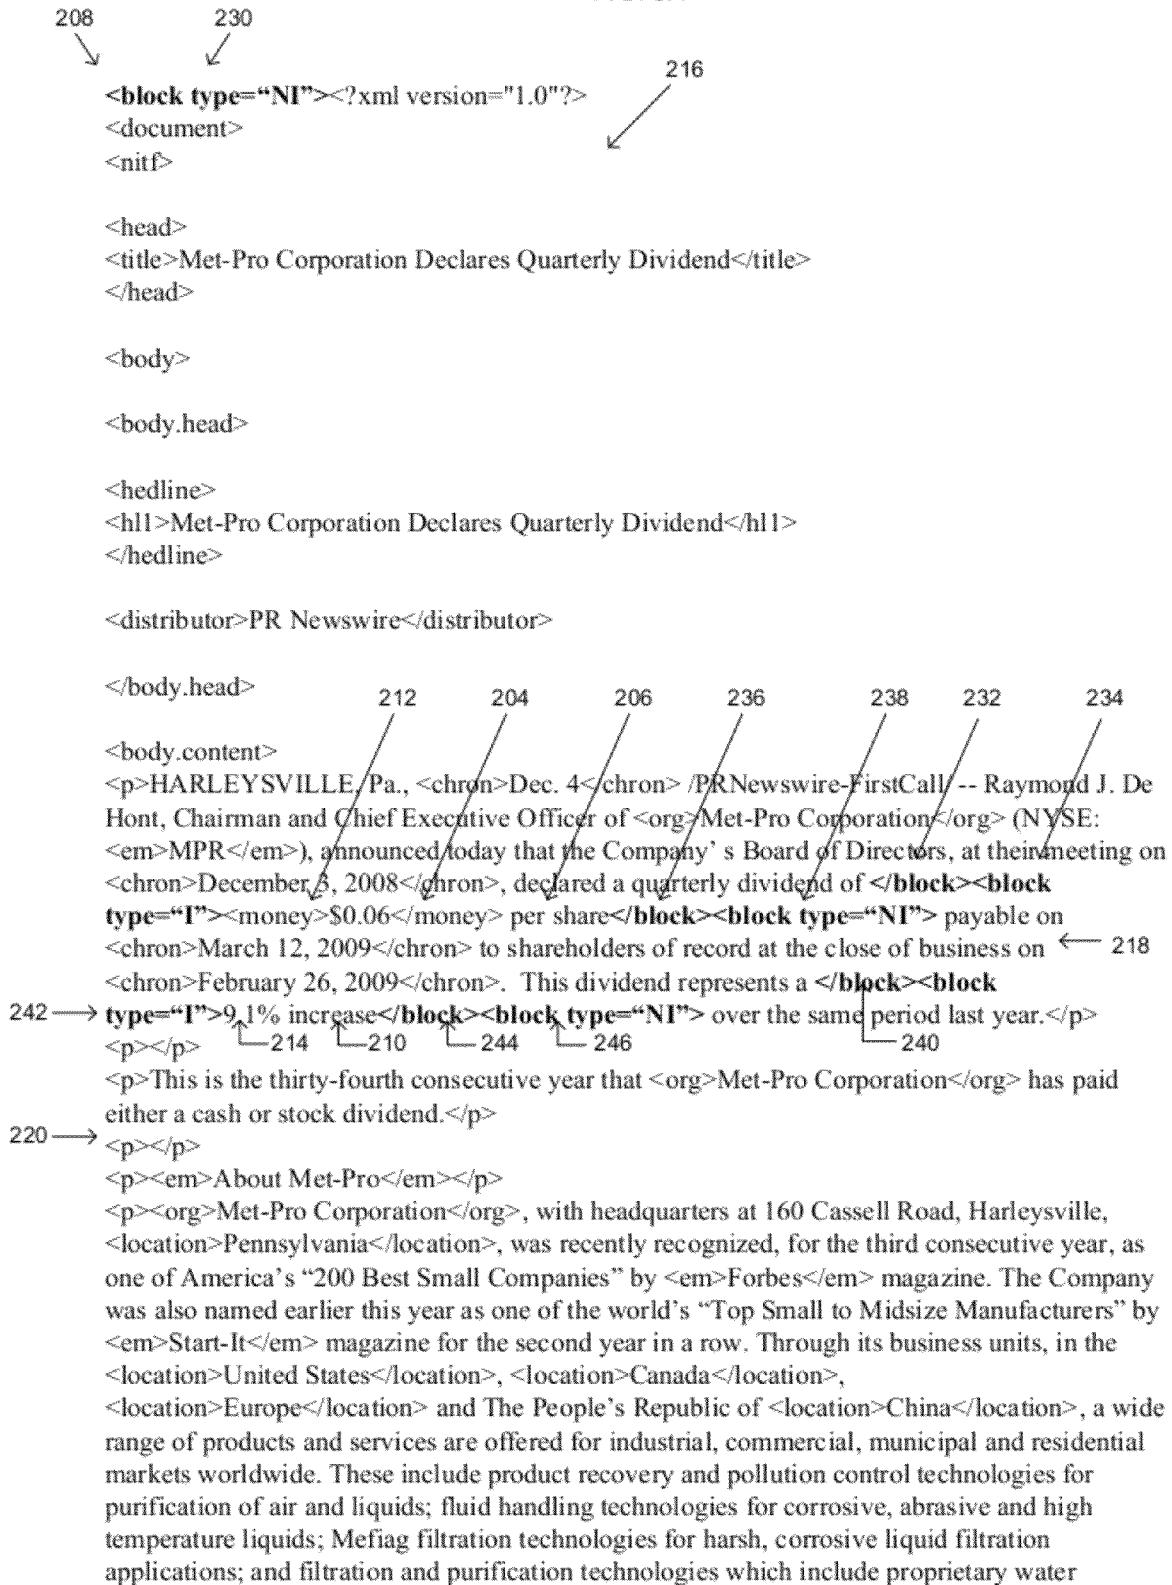 208 230
216
<block type=“NI”><?xml version="1.0"?>
<document>
<nitf>
<head>
<title>Met-Pro Corporation Declares Quarterly Dividend</title>
</head>
<body>
<body.head>
<hedline>
<hl1>Met-Pro Corporation Declares Quarterly Dividend</hl1>
</hedline>
<distributor>PR Newswire</distributor>
</body.head>
212 204 206 236 238 232 234
<body.content>
<p>HARLEYSVILLE, Pa., <chron>Dec. 4</chron> /PRNewswire-FirstCall/ -- Raymond J. De
Hont, Chairman and Chief Executive Officer of <org>Met-Pro Corporation</org> (NYSE:
<em>MPR</em>), announced today that the Company’ s Board of Directors, at their meeting on
<chron>December 3, 2008</chron>, declared a quarterly dividend of </block><block
type=“I”><money>$0.06</money> per share</block><block type=“NI”> payable on
<chron>March 12, 2009</chron> to shareholders of record at the close of business on 218
<chron>February 26, 2009</chron>.  This dividend represents a </block><block
242 type=“I”>9.1% increase</block><block type=“NI”> over the same period last year.</p>
<p></p> 214 210 244 246 240
<p>This is the thirty-fourth consecutive year that <org>Met-Pro Corporation</org> has paid
either a cash or stock dividend.</p>
220 <p></p>
<p><em>About Met-Pro</em></p>
<p><org>Met-Pro Corporation</org>, with headquarters at 160 Cassell Road, Harleysville,
<location>Pennsylvania</location>, was recently recognized, for the third consecutive year, as
one of America’s “200 Best Small Companies” by <em>Forbes</em> magazine. The Company
was also named earlier this year as one of the world’s “Top Small to Midsize Manufacturers” by
<em>Start-It</em> magazine for the second year in a row. Through its business units, in the
<location>United States</location>, <location>Canada</location>,
<location>Europe</location> and The People’s Republic of <location>China</location>, a wide
range of products and services are offered for industrial, commercial, municipal and residential
markets worldwide. These include product recovery and pollution control technologies for
purification of air and liquids; fluid handling technologies for corrosive, abrasive and high
temperature liquids; Mefiag filtration technologies for harsh, corrosive liquid filtration
applications; and filtration and purification technologies which include proprietary water